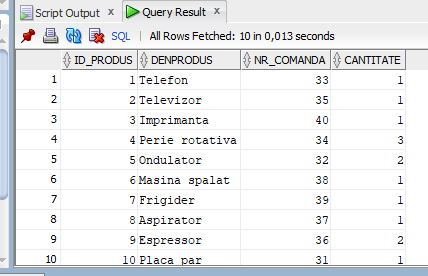 Script Output x Query Result x
SQL | All Rows Fetched: 10 in 0,013 seconds
ID_PRODUS DENPRODUS NR_COMANDA CANTITATE
1 1 Telefon 33 1
2 2 Televizor 35 1
3 3 Imprimanta 40 1
4 4 Perie rotativa 34 3
5 5 Ondulator 32 2
6 6 Masina spalat 38 1
7 7 Frigider 39 1
8 8 Aspirator 37 1
9 9 Espressor 36 2
10 10 Placa par 31 1